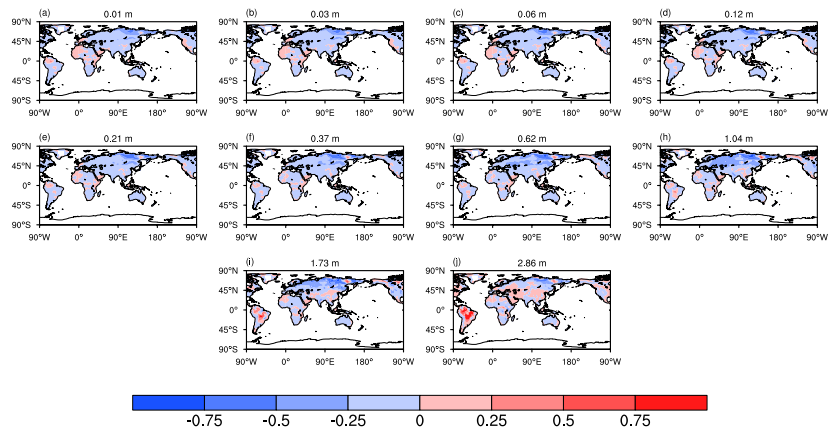 (a) 0.01 m (b) 0.03 m (c) 0.06 m (d) 0.12 m
90°N 90°N 90°N 90°N
45°N 45°N 45°N 45°N
0° 0° 0° 0°
45°S 45°S 45°S 45°S
90°S 90°S 90°S 90°S
90°W 0° 90°E 180° 90°W 90°W 0° 90°E 180° 90°W 90°W 0° 90°E 180° 90°W 90°W 0° 90°E 180° 90°W
(e) 0.21 m (f) 0.37 m (g) 0.62 m (h) 1.04 m
90°N 90°N 90°N 90°N
45°N 45°N 45°N 45°N
0° 0° 0° 0°
45°S 45°S 45°S 45°S
90°S 90°S 90°S 90°S
90°W 0° 90°E 180° 90°W 90°W 0° 90°E 180° 90°W 90°W 0° 90°E 180° 90°W 90°W 0° 90°E 180° 90°W
(i) 1.73 m (j) 2.86 m
90°N 90°N
45°N 45°N
0° 0°
45°S 45°S
90°S 90°S
90°W 0° 90°E 180° 90°W 90°W 0° 90°E 180° 90°W
-0.75 -0.5 -0.25 0 0.25 0.5 0.75